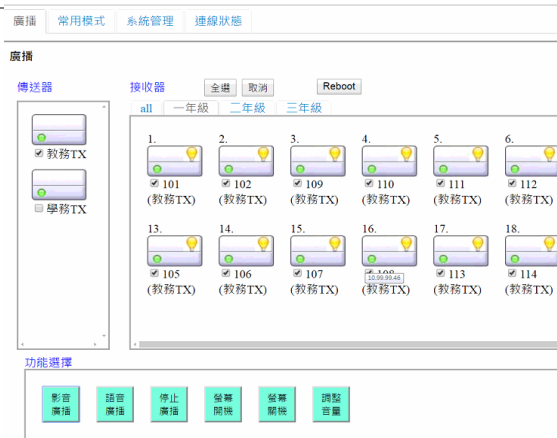 廣播 常用模式 系統管理 連線狀態
廣播
傳送器 接收器 全選 取消 Reboot
all 一年級 二年級 三年級
教務TX
學務TX
1. 2. 3. 4. 5. 6.
101 102 109 110 111 112
(教務TX) (教務TX) (教務TX) (教務TX) (教務TX) (教務TX)
13. 14. 15. 16. 17. 18.
105 106 107 108 113 114
10.99.99.46
(教務TX) (教務TX) (教務TX) (教務TX) (教務TX) (教務TX)
功能選擇
影音 語音 停止 螢幕 螢幕 調整
廣播 廣播 廣播 開機 關機 音量